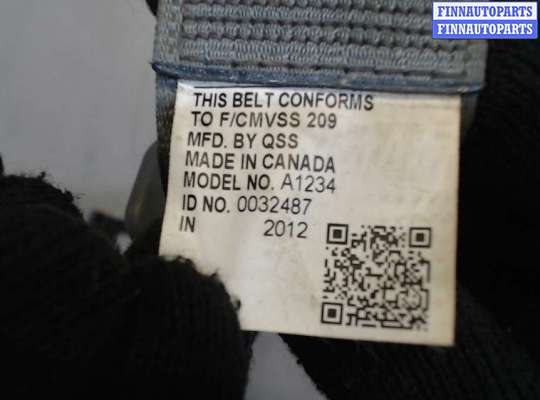 FINNAUTOPARTS
FINNAUTOPARTS
THIS BELT CONFORMS
TO F/CMVSS 209
MFD. BY QSS
MADE IN CANADA
MODEL NO. A1234
ID NO. 0032487
IN 2012